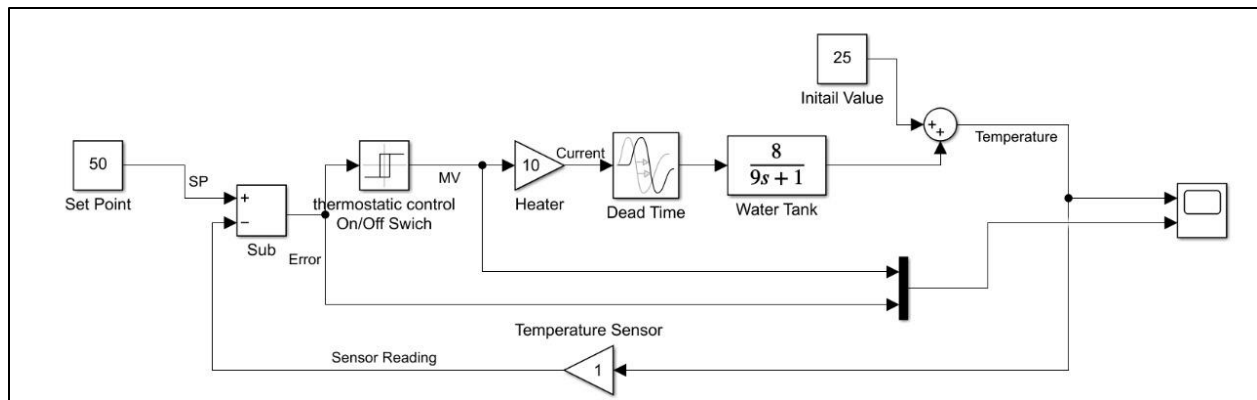 25
Initail Value
+
+
Temperature
50
SP
Set Point
+
−
Sub
Error
thermostatic control
On/Off Swich
MV
10
Heater
Current
Dead Time
8
9s + 1
Water Tank
Temperature Sensor
1
Sensor Reading